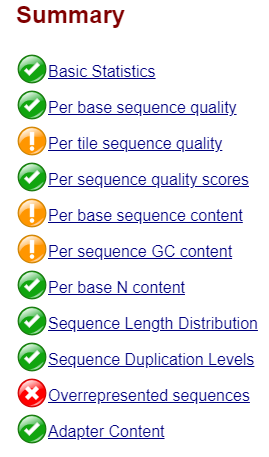 Summary
Basic Statistics
Per base sequence quality
Per tile sequence quality
Per sequence quality scores
Per base sequence content
Per sequence GC content
Per base N content
Sequence Length Distribution
Sequence Duplication Levels
Overrepresented sequences
Adapter Content